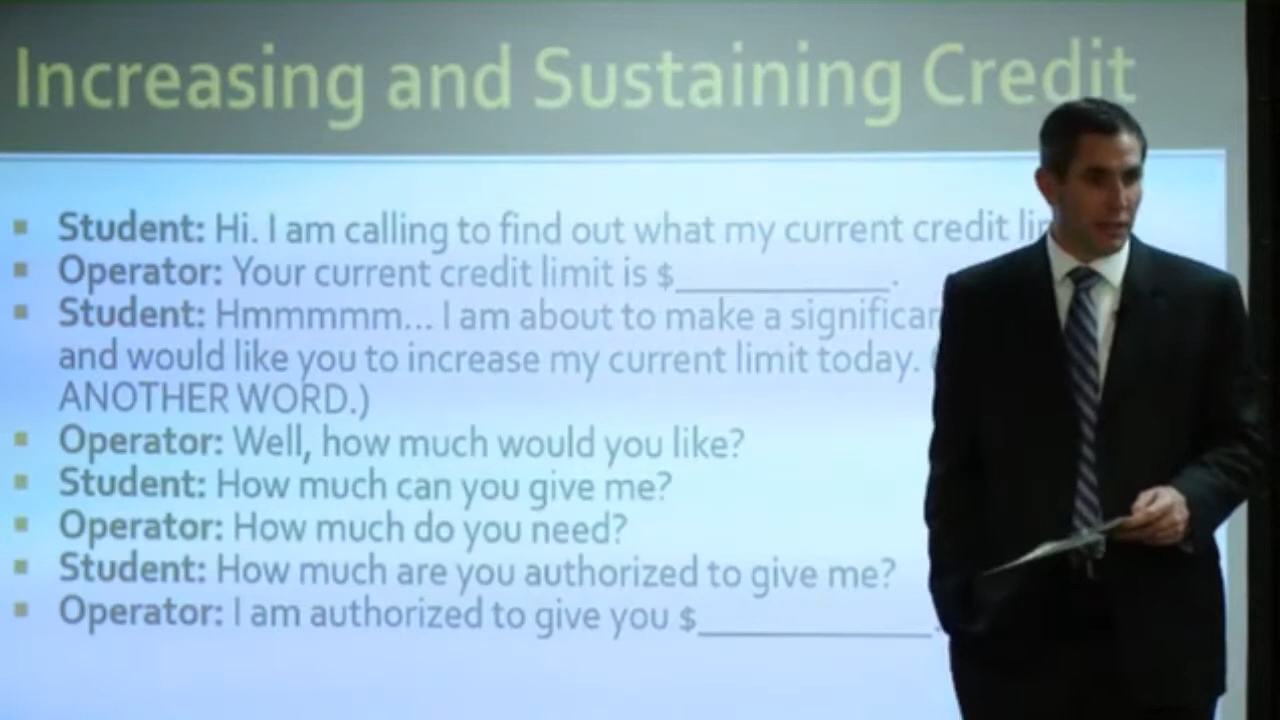 Increasing and Sustaining Credit
▪ Student: Hi. I am calling to find out what my current credit
▪ Operator: Your current credit limit is $___________.
▪ Student: Hmmmmm... I am about to make a
and would like you to increase my current limit today.
ANOTHER WORD.)
▪ Operator: Well, how much would you like?
▪ Student: How much can you give me?
▪ Operator: How much do you need?
▪ Student: How much are you authorized to give me?
▪ Operator: I am authorized to give you $____________.